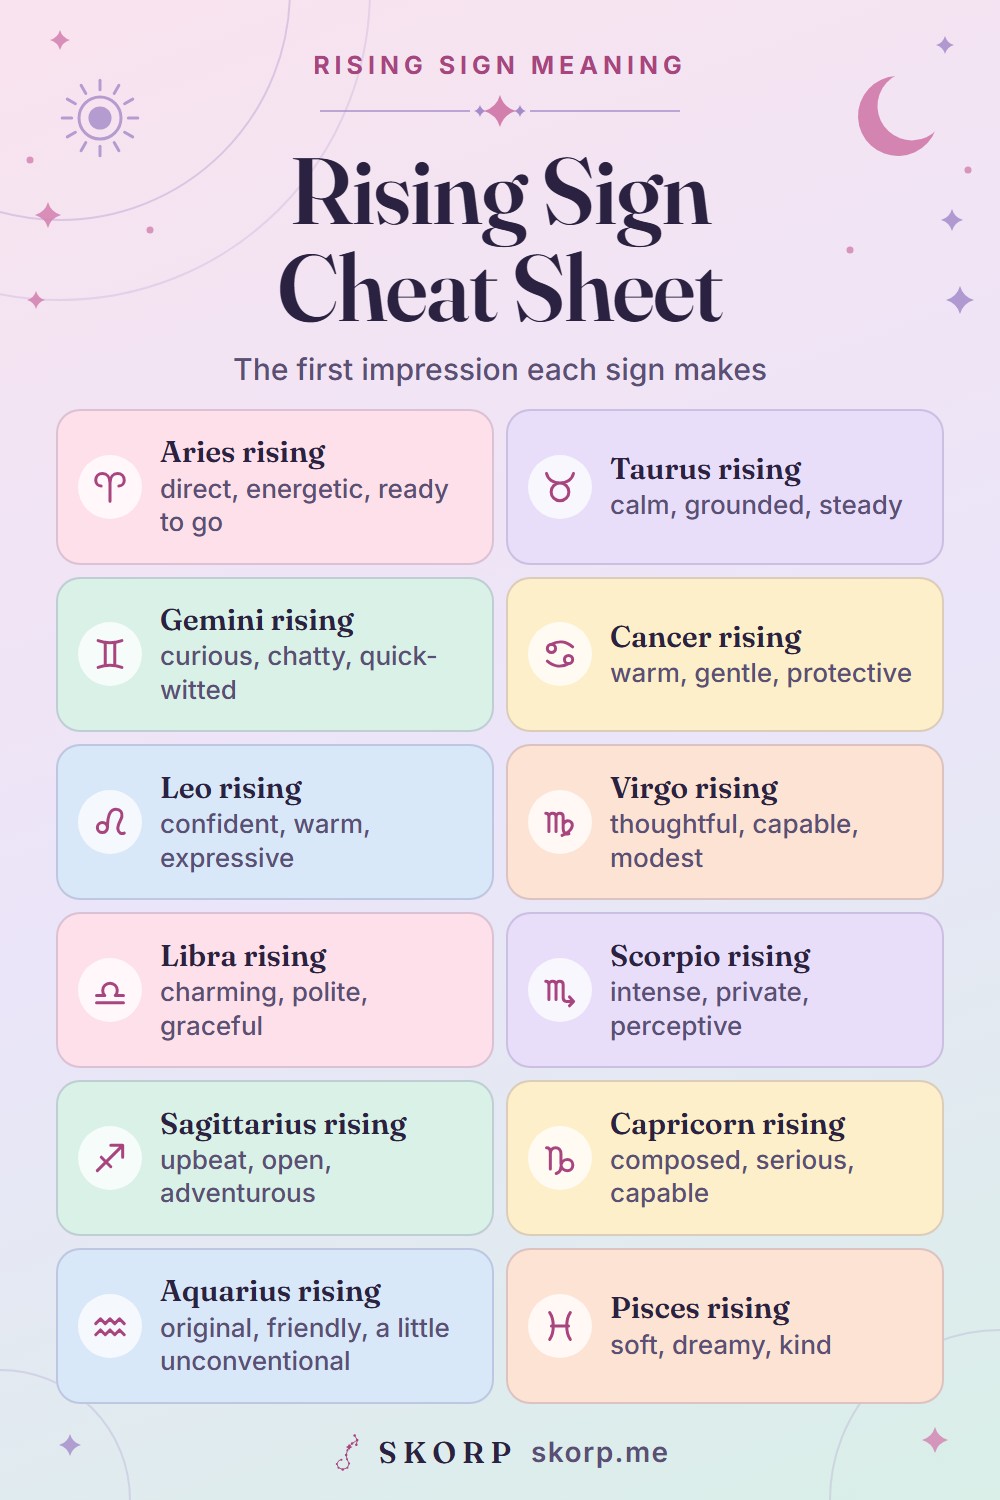 RISING SIGN MEANING
Rising Sign
Cheat Sheet
The first impression each sign makes
Aries rising
direct, energetic, ready
to go
Taurus rising
calm, grounded, steady
Gemini rising
curious, chatty, quick-
witted
Cancer rising
warm, gentle, protective
Leo rising
confident, warm,
expressive
Virgo rising
thoughtful, capable,
modest
Libra rising
charming, polite,
graceful
Scorpio rising
intense, private,
perceptive
Sagittarius rising
upbeat, open,
adventurous
Capricorn rising
composed, serious,
capable
Aquarius rising
original, friendly, a little
unconventional
Pisces rising
soft, dreamy, kind
SKORP skorp.me